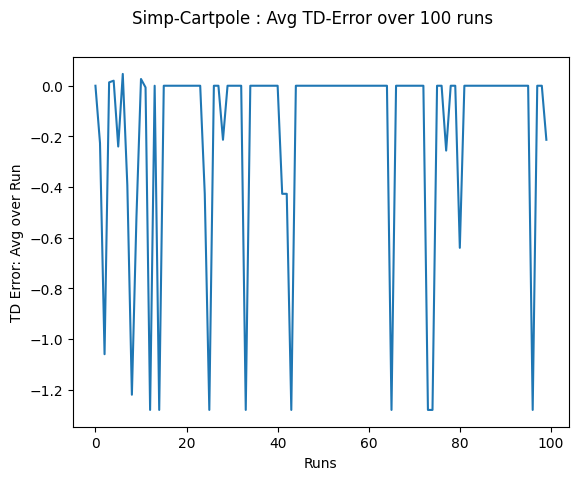 Simp-Cartpole : Avg TD-Error over 100 runs
TD Error: Avg over Run
0.0
−0.2
−0.4
−0.6
−0.8
−1.0
−1.2
0 20 40 60 80 100
Runs